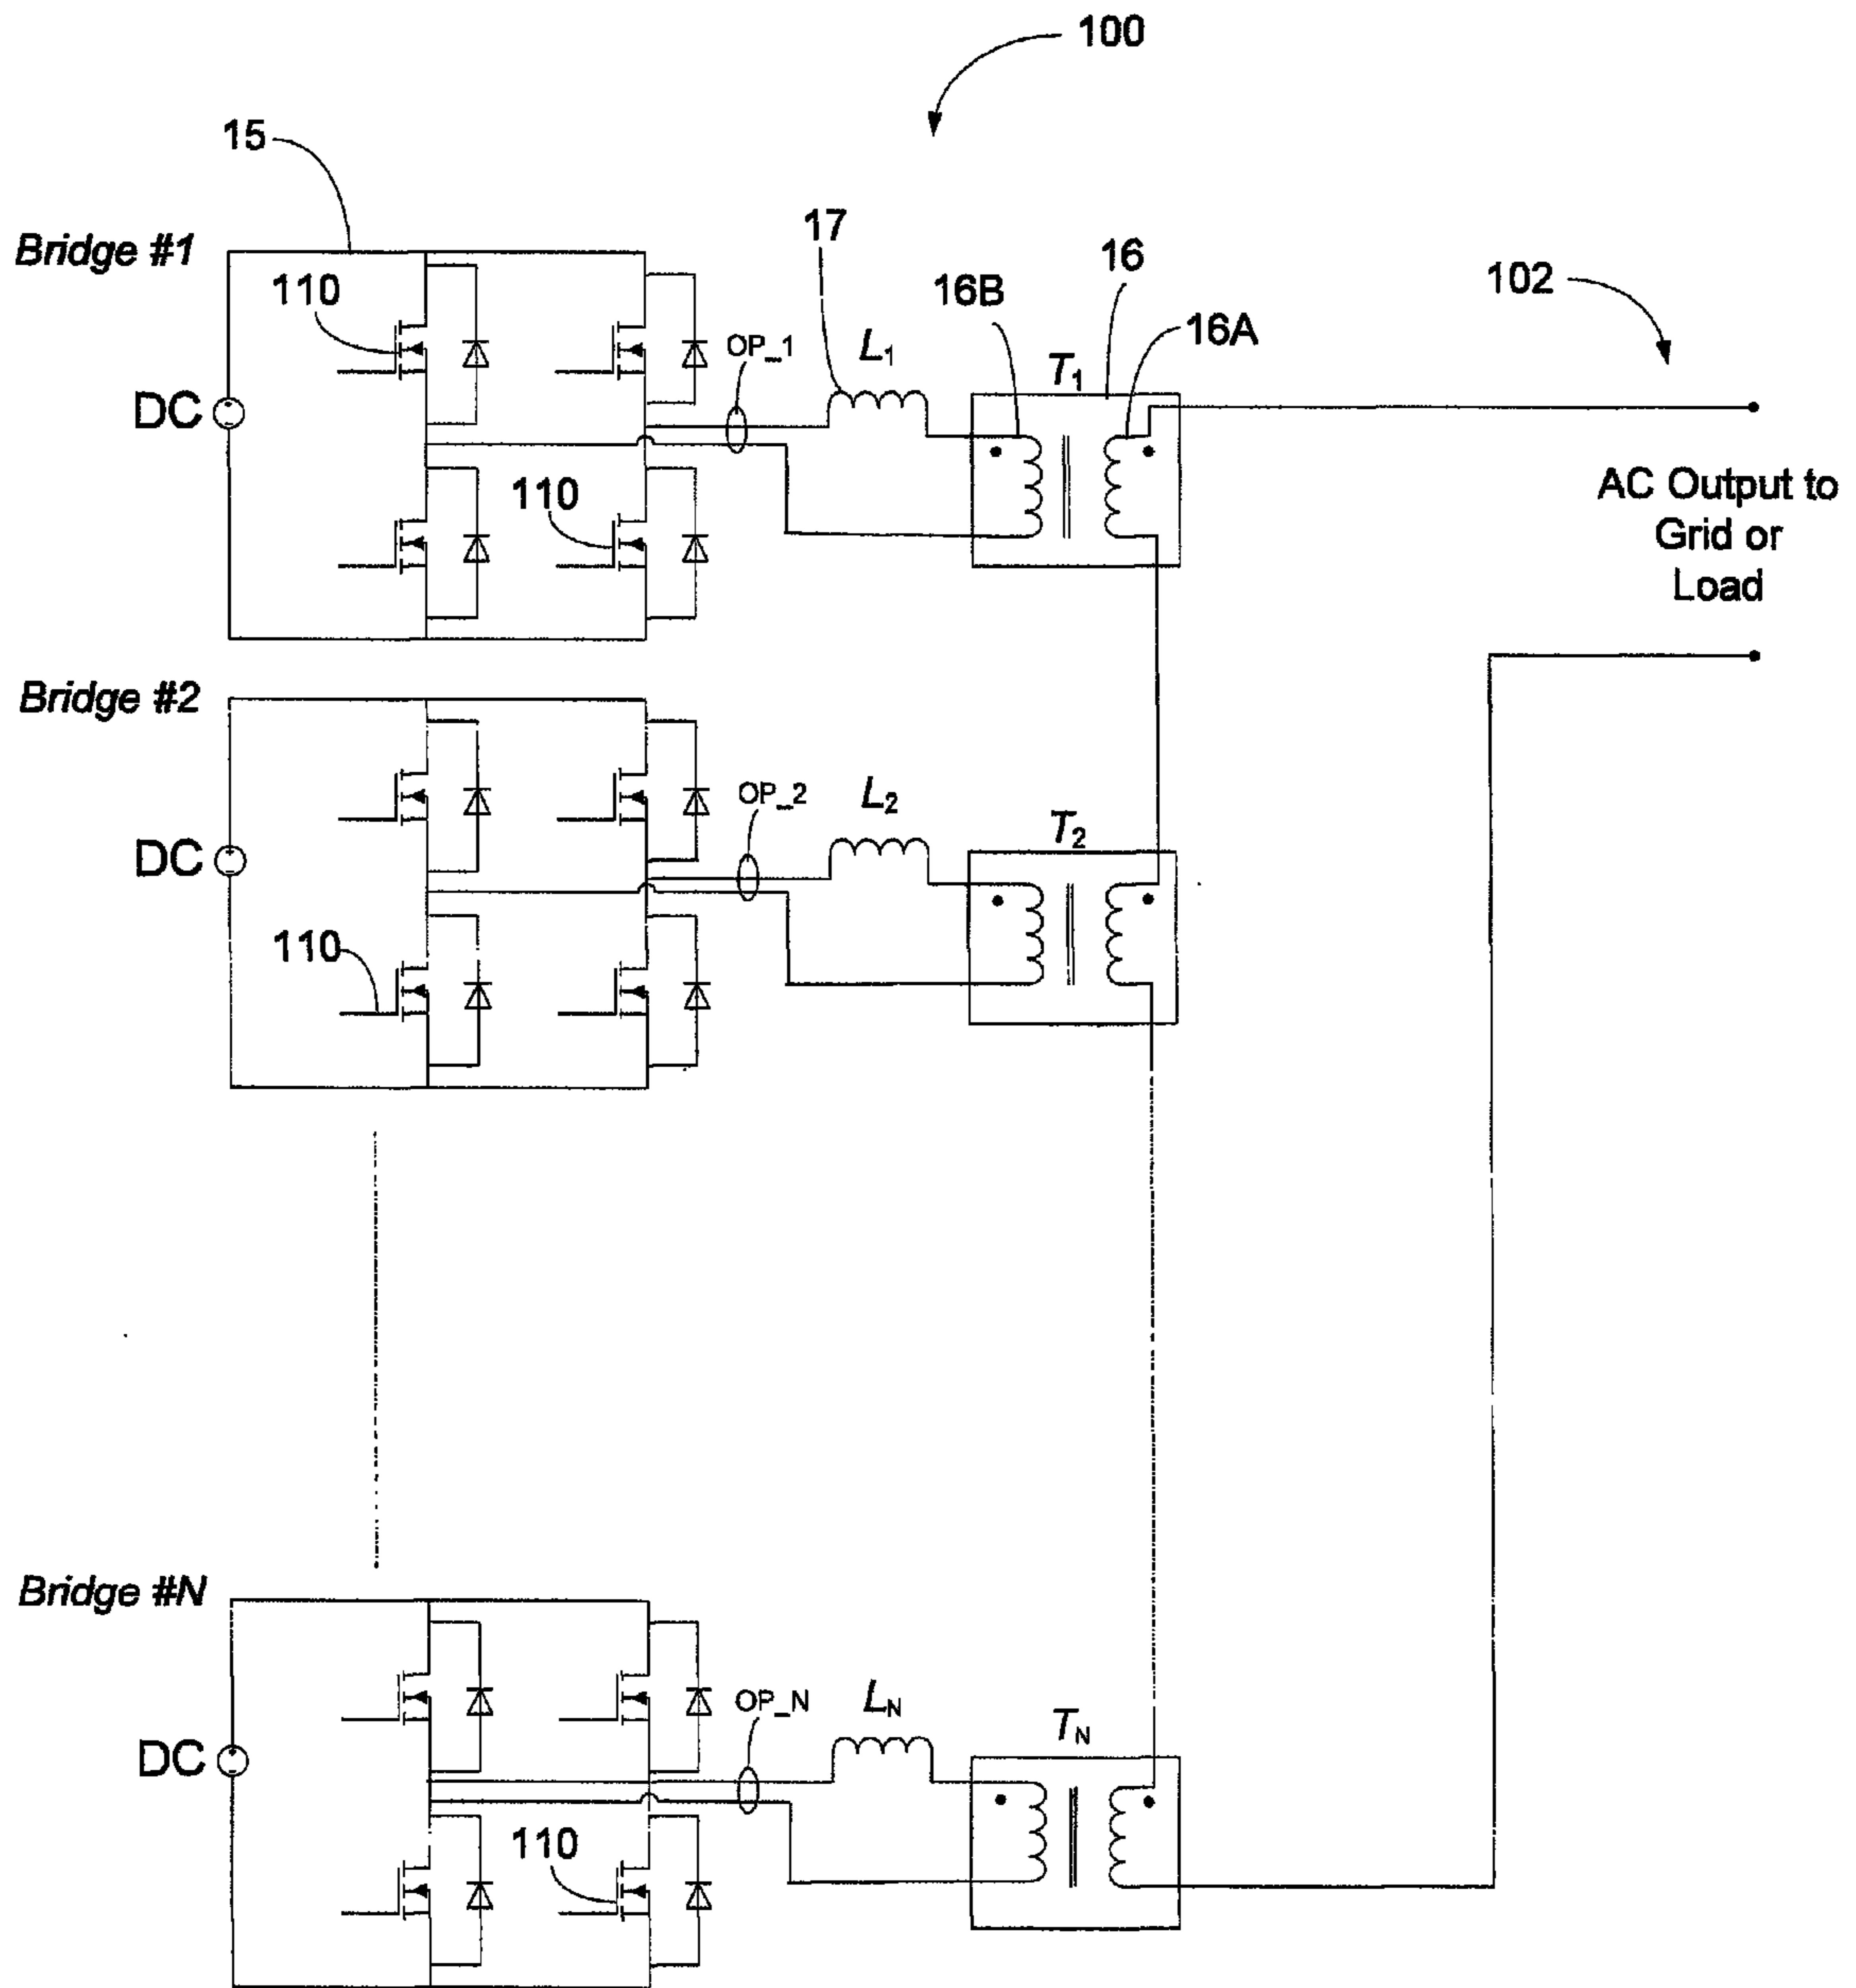 100
15
Bridge #1
17
16
102
110
16B
16A
OP_1
L1
T1
DC
110
AC Output to
Grid or
Load
Bridge #2
OP_2
L2
T2
DC
110
Bridge #N
OP_N
LN
TN
DC
110